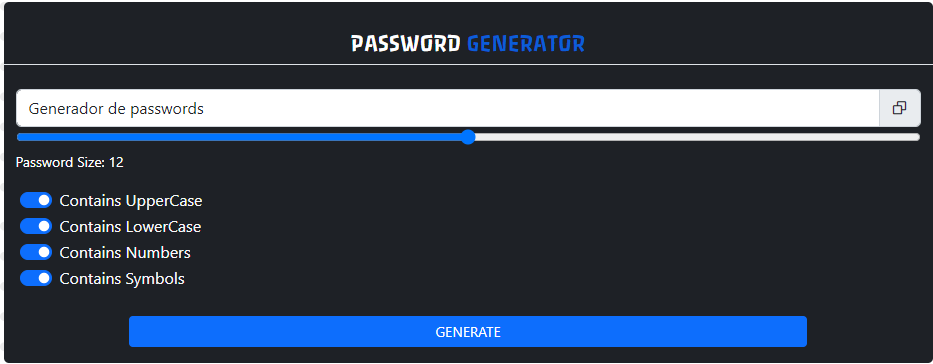 PASSWORD GENERATOR
Generador de passwords
Password Size: 12
Contains UpperCase
Contains LowerCase
Contains Numbers
Contains Symbols
GENERATE